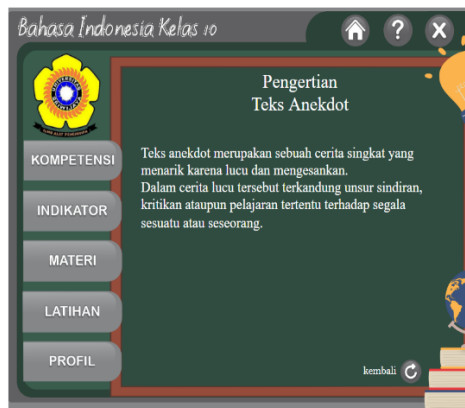 Bahasa Indonesia Kelas 10
?
X
KOMPETENSI
INDIKATOR
MATERI
LATIHAN
PROFIL
Pengertian
Teks Anekdot
Teks anekdot merupakan sebuah cerita singkat yang
menarik karena lucu dan mengesankan.
Dalam cerita lucu tersebut terkandung unsur sindiran,
kritikan ataupun pelajaran tertentu terhadap segala
sesuatu atau seseorang.
kembali